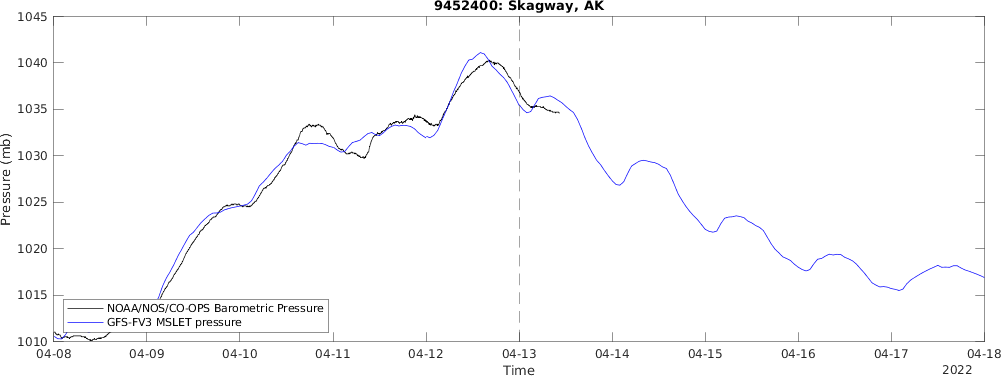 9452400: Skagway, AK
1045
1040
1035
1030
1025
1020
1015
1010
Pressure (mb)
NOAA/NOS/CO-OPS Barometric Pressure
GFS-FV3 MSLET pressure
04-08 04-09 04-10 04-11 04-12 04-13 04-14 04-15 04-16 04-17 04-18
Time
2022